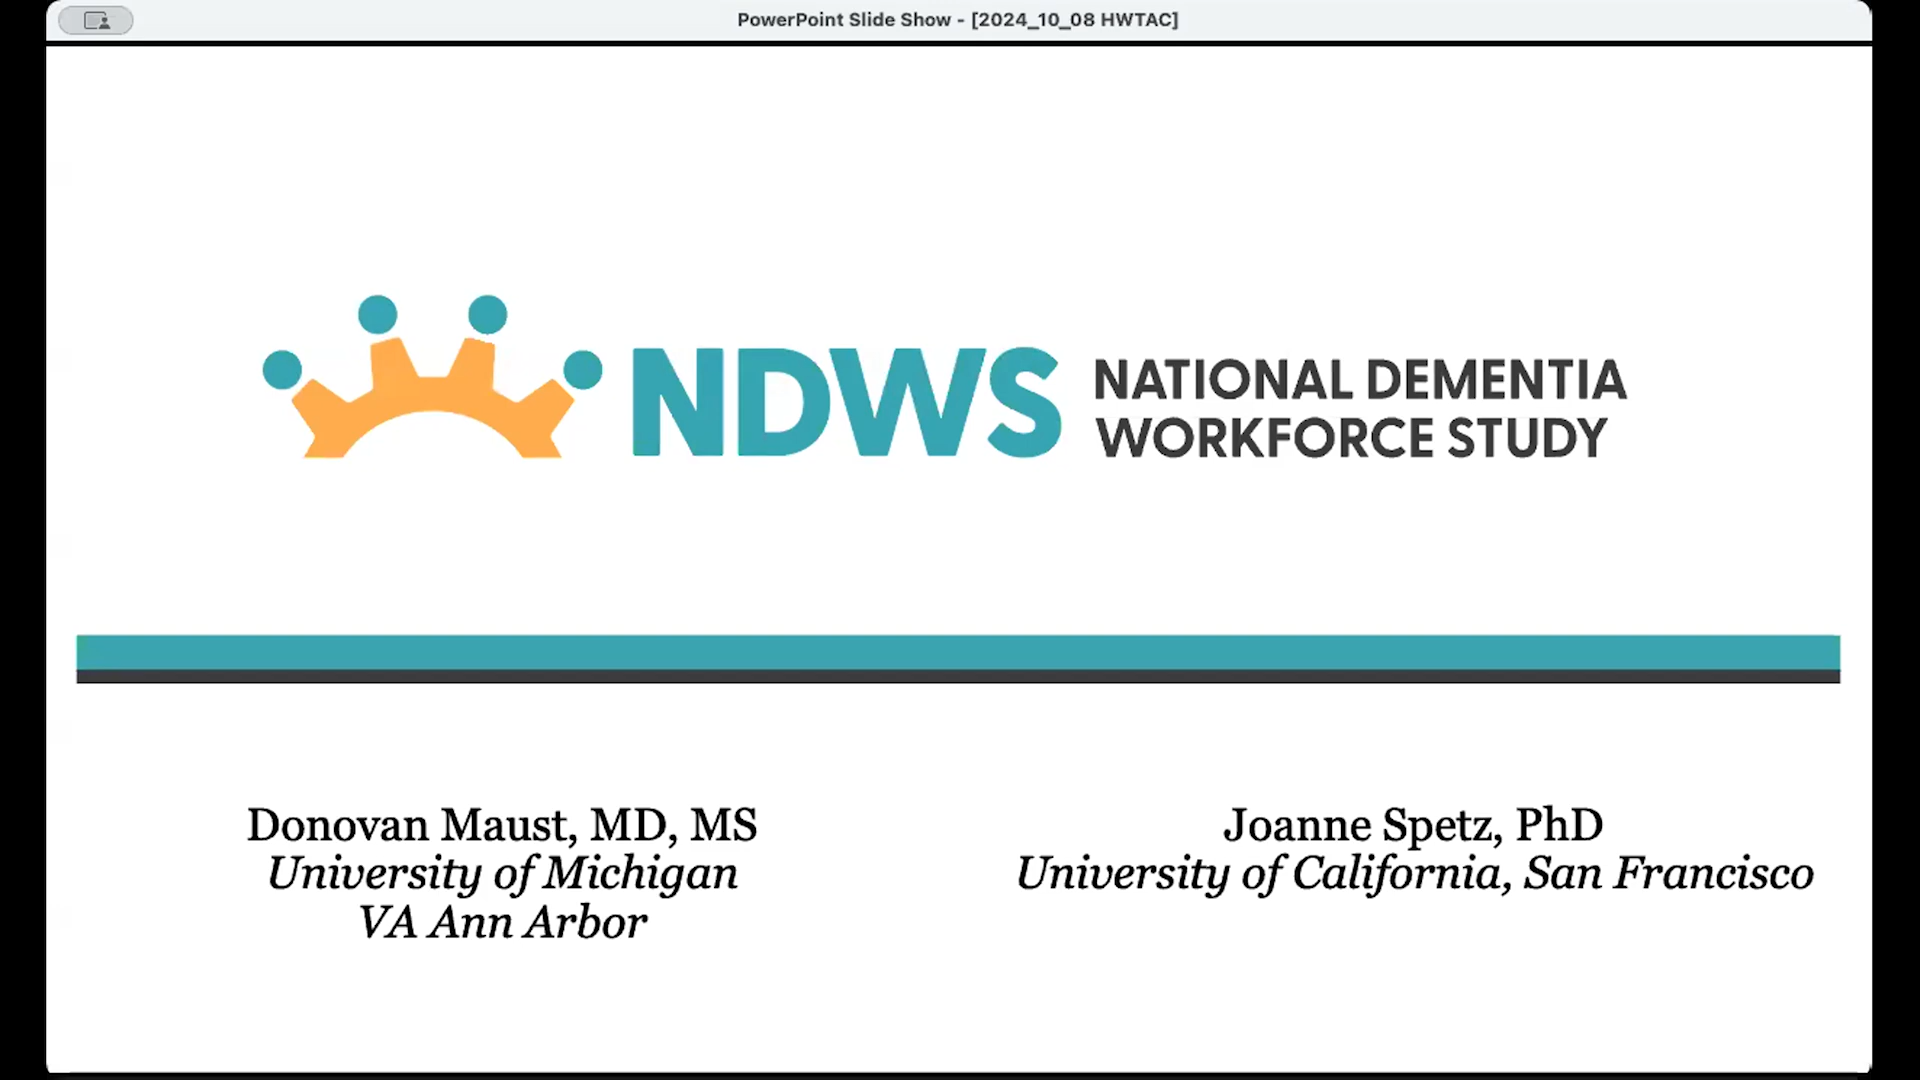 PowerPoint Slide Show - [2024_10_08 HWTAC]
NDWS
NATIONAL DEMENTIA
WORKFORCE STUDY
Donovan Maust, MD, MS
University of Michigan
VA Ann Arbor
Joanne Spetz, PhD
University of California, San Francisco